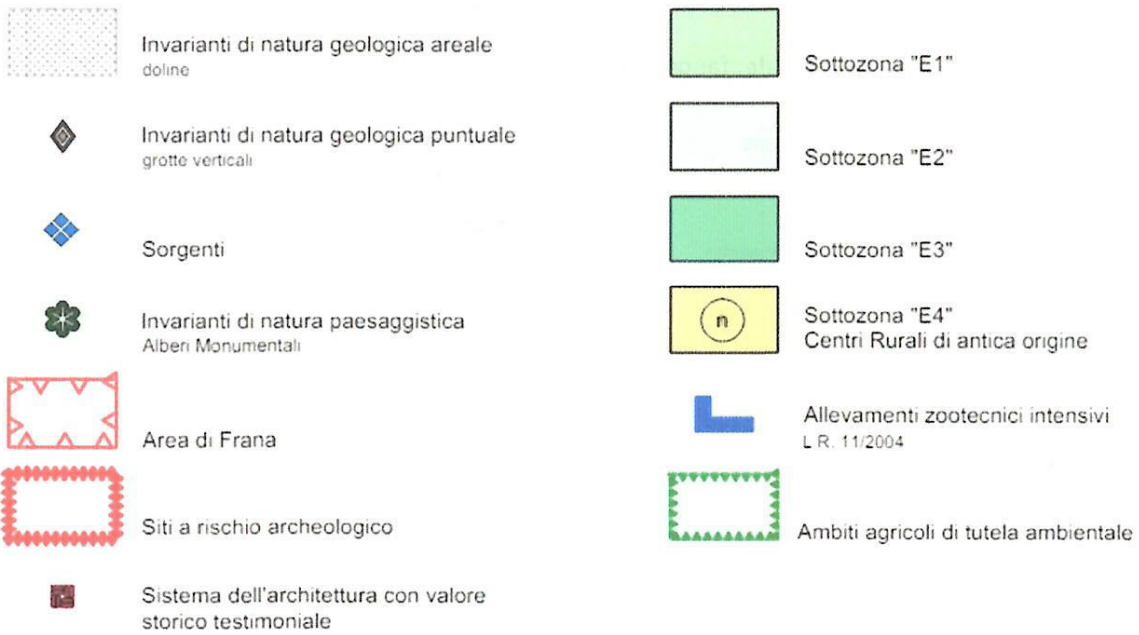 Invarianti di natura geologica areale
doline
Invarianti di natura geologica puntuale
grotte verticali
Sorgenti
Invarianti di natura paesaggistica
Alberi Monumentali
Area di Frana
Siti a rischio archeologico
Sistema dell'architettura con valore
storico testimoniale
Sottozona "E1"
Sottozona "E2"
Sottozona "E3"
n
Sottozona "E4"
Centri Rurali di antica origine
Allevamenti zootecnici intensivi
L.R. 11/2004
Ambiti agricoli di tutela ambientale